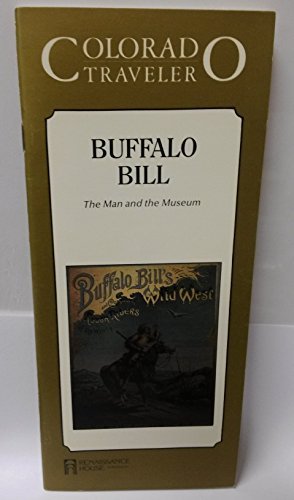 COLORADO
TRAVELER
BUFFALO
BILL
The Man and the Museum
Buffalo Bill's
Wild West
RENAISSANCE
HOUSE